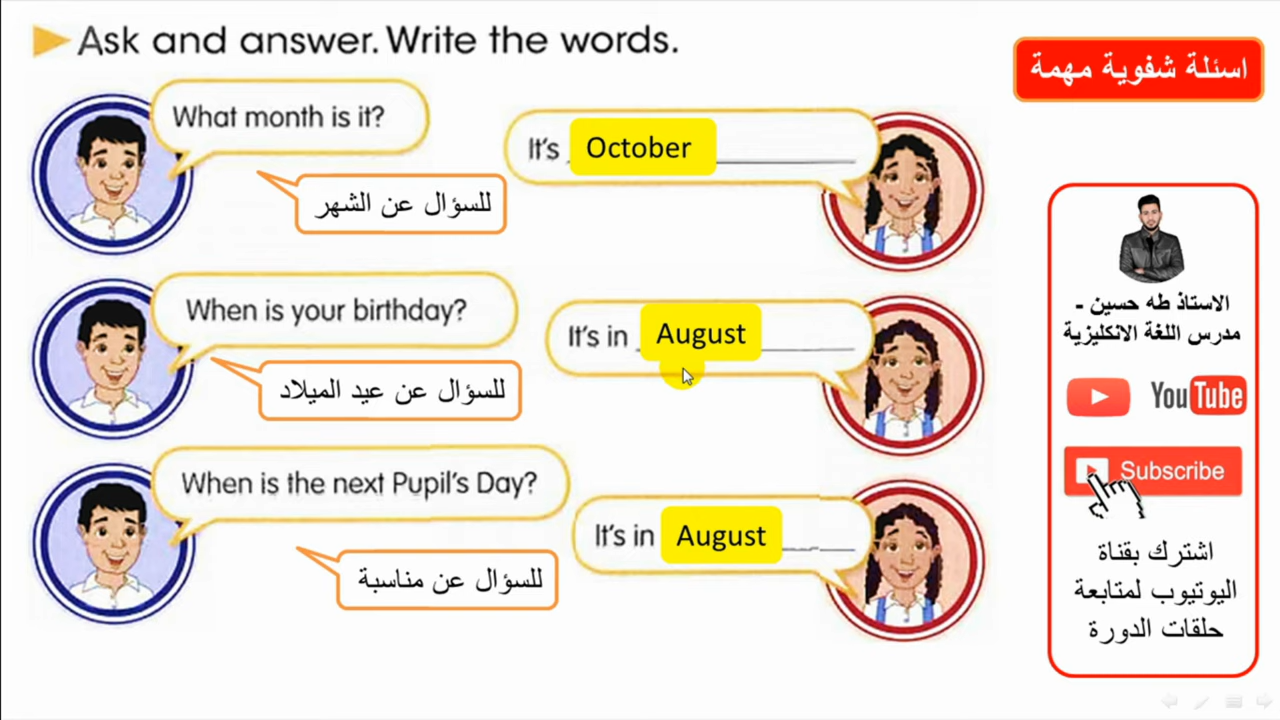 Ask and answer. Write the words.
اسئلة شفوية مهمة
What month is it?
It's October
للسؤال عن الشهر
When is your birthday?
It's in August
للسؤال عن عيد الميلاد
When is the next Pupil's Day?
It's in August
للسؤال عن مناسبة
الاستاذ طه حسين -
مدرس اللغة الانكليزية
YouTube
Subscribe
اشترك بقناة
اليوتيوب لمتابعة
حلقات الدورة